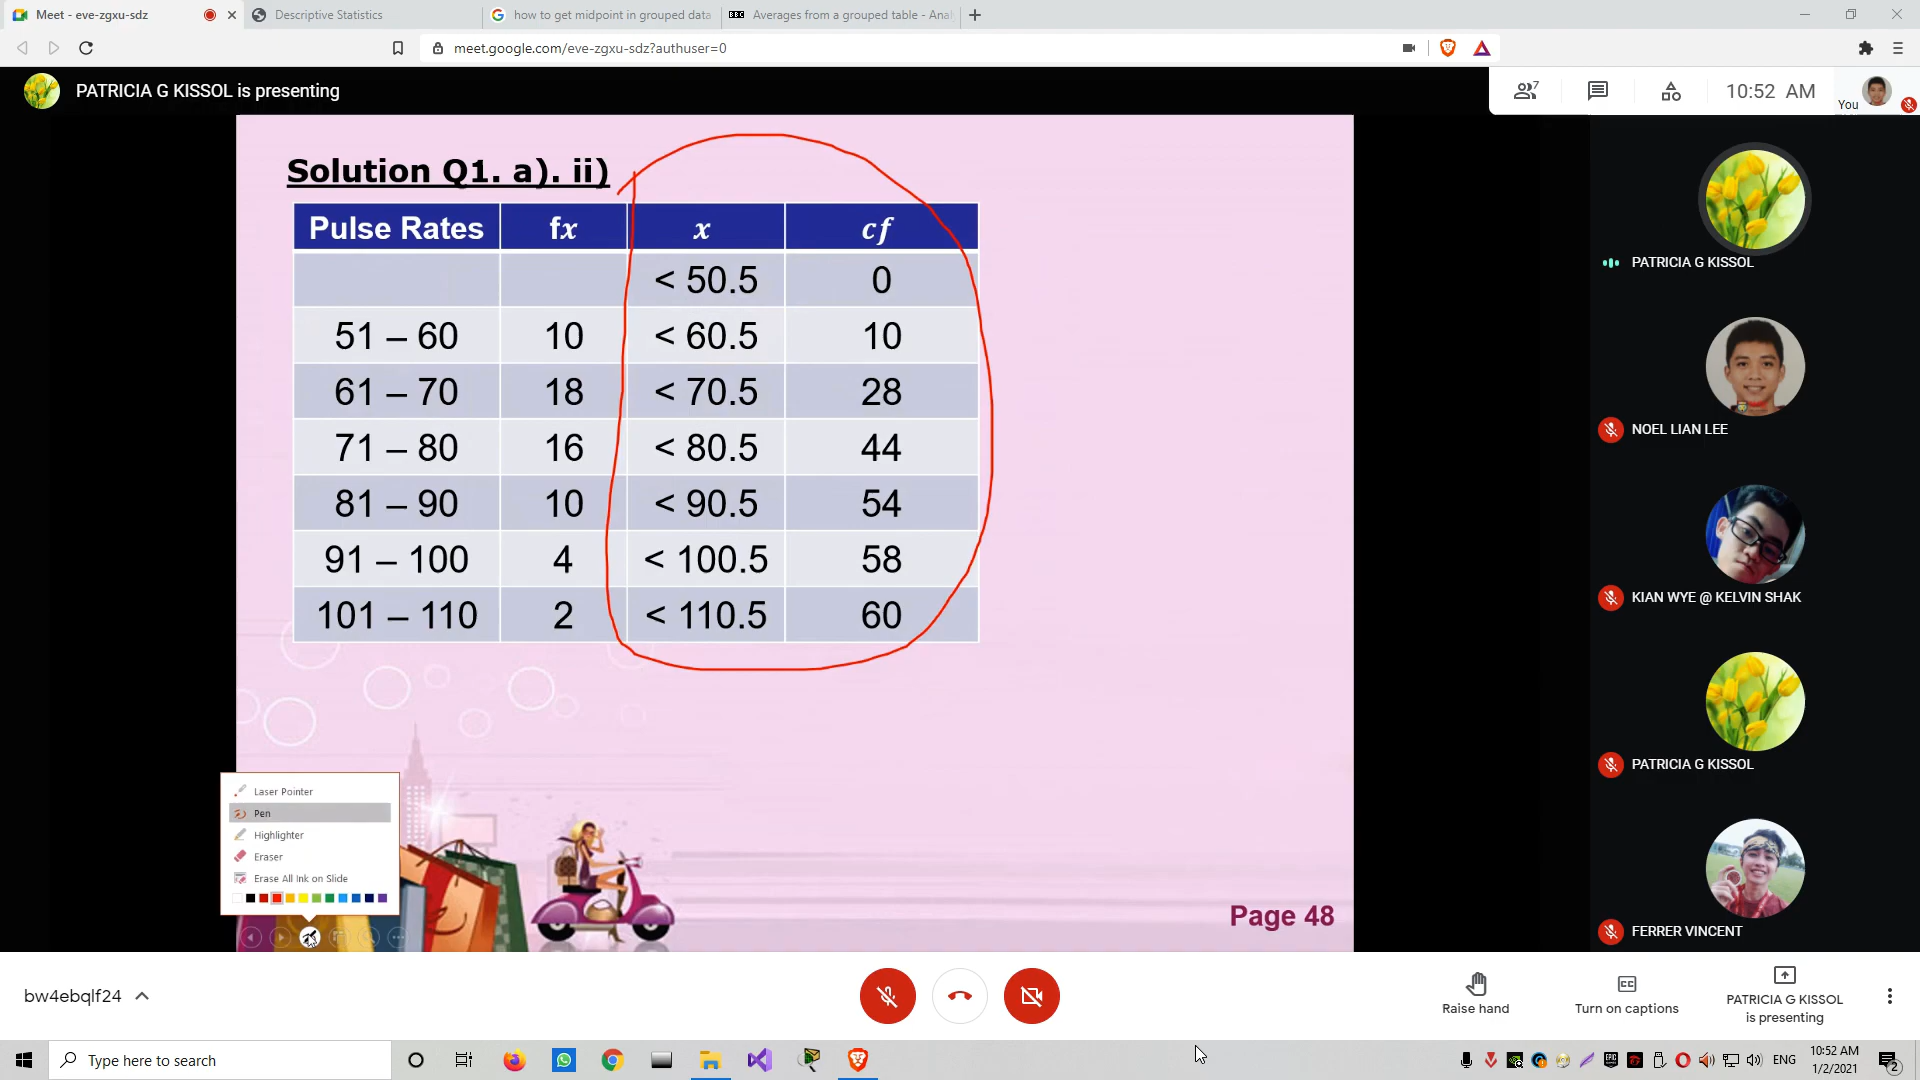 Meet - eve-zgxu-sdz
Descriptive Statistics
how to get midpoint in grouped data
BBC Averages from a grouped table - Anal
meet.google.com/eve-zgxu-sdz?authuser=0
PATRICIA G KISSOL is presenting
7
10:52 AM
You
Solution Q1. a). ii)
Pulse Rates fx x cf
< 50.5 0
51 – 60 10 < 60.5 10
61 – 70 18 < 70.5 28
71 – 80 16 < 80.5 44
81 – 90 10 < 90.5 54
91 – 100 4 < 100.5 58
101 – 110 2 < 110.5 60
Page 48
Laser Pointer
Pen
Highlighter
Eraser
Erase All Ink on Slide
PATRICIA G KISSOL
NOEL LIAN LEE
KIAN WYE @ KELVIN SHAK
PATRICIA G KISSOL
FERRER VINCENT
bw4ebqlf24
Raise hand
CC
Turn on captions
PATRICIA G KISSOL
is presenting
Type here to search
ENG
10:52 AM
1/2/2021
2